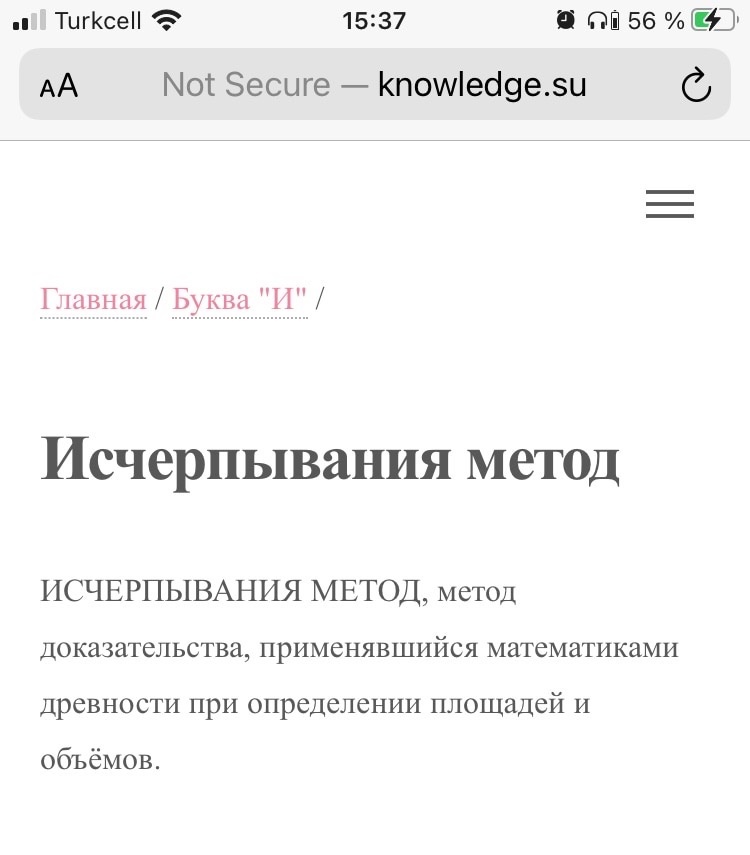 Turkcell 15:37 56 %
AA Not Secure — knowledge.su
Главная / Буква "И" /
Исчерпывания метод
ИСЧЕРПЫВАНИЯ МЕТОД, метод
доказательства, применявшийся математиками
древности при определении площадей и
объёмов.